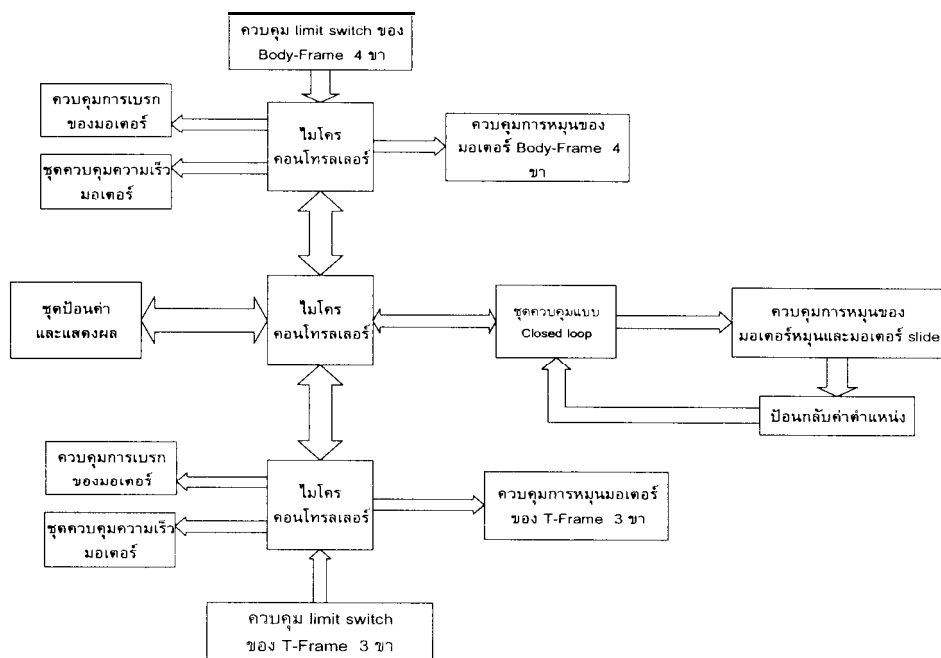 ควบคุม limit switch ของ
Body-Frame 4 ขา
ควบคุมการเบรก
ของมอเตอร์
ไมโคร
คอนโทรลเลอร์
ควบคุมการหมุนของ
มอเตอร์ Body-Frame 4
ขา
ชุดควบคุมความเร็ว
มอเตอร์
ชุดป้อนค่า
และแสดงผล
ไมโคร
คอนโทรลเลอร์
ชุดควบคุมแบบ
Closed loop
ควบคุมการหมุนของ
มอเตอร์หมุนและมอเตอร์ slide
ป้อนกลับค่าตำแหน่ง
ควบคุมการเบรก
ของมอเตอร์
ไมโคร
คอนโทรลเลอร์
ควบคุมการหมุนมอเตอร์
ของ T-Frame 3 ขา
ชุดควบคุมความเร็ว
มอเตอร์
ควบคุม limit switch
ของ T-Frame 3 ขา